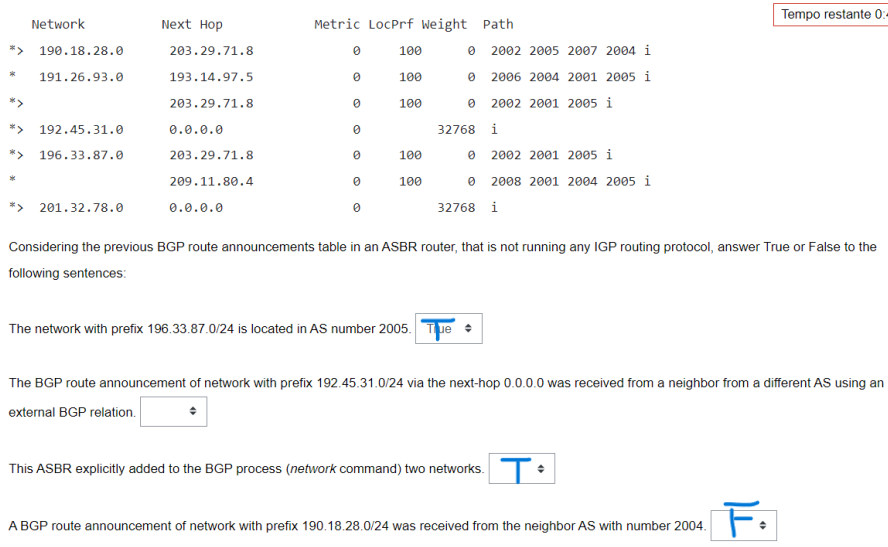 Tempo restante 0:
Network Next Hop Metric LocPrf Weight Path
*> 190.18.28.0 203.29.71.8 0 100 0 2002 2005 2007 2004 i
* 191.26.93.0 193.14.97.5 0 100 0 2006 2004 2001 2005 i
*> 203.29.71.8 0 100 0 2002 2001 2005 i
*> 192.45.31.0 0.0.0.0 0 32768 i
*> 196.33.87.0 203.29.71.8 0 100 0 2002 2001 2005 i
* 209.11.80.4 0 100 0 2008 2001 2004 2005 i
*> 201.32.78.0 0.0.0.0 0 32768 i
Considering the previous BGP route announcements table in an ASBR router, that is not running any IGP routing protocol, answer True or False to the
following sentences:
The network with prefix 196.33.87.0/24 is located in AS number 2005. True T
The BGP route announcement of network with prefix 192.45.31.0/24 via the next-hop 0.0.0.0 was received from a neighbor from a different AS using an
external BGP relation.
This ASBR explicitly added to the BGP process (network command) two networks. T
A BGP route announcement of network with prefix 190.18.28.0/24 was received from the neighbor AS with number 2004. F